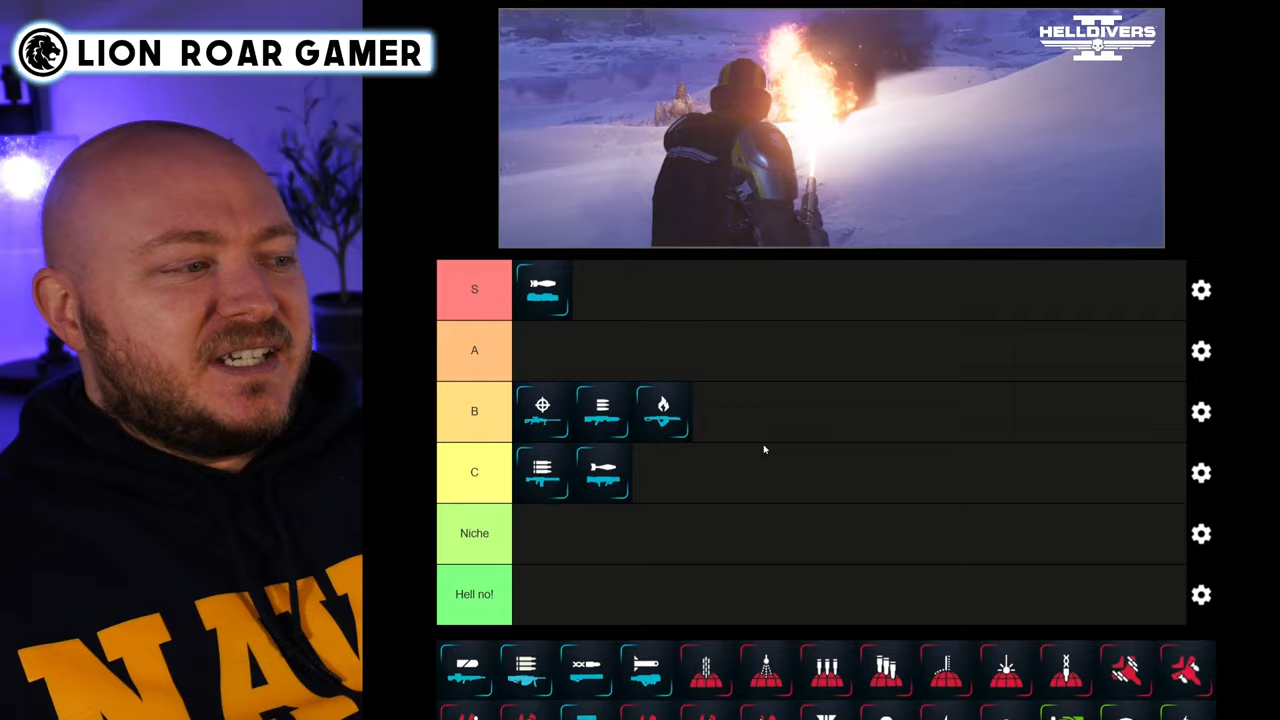 LION ROAR GAMER
HELLDIVERS
II
S
A
B
C
Niche
Hell no!
NAV